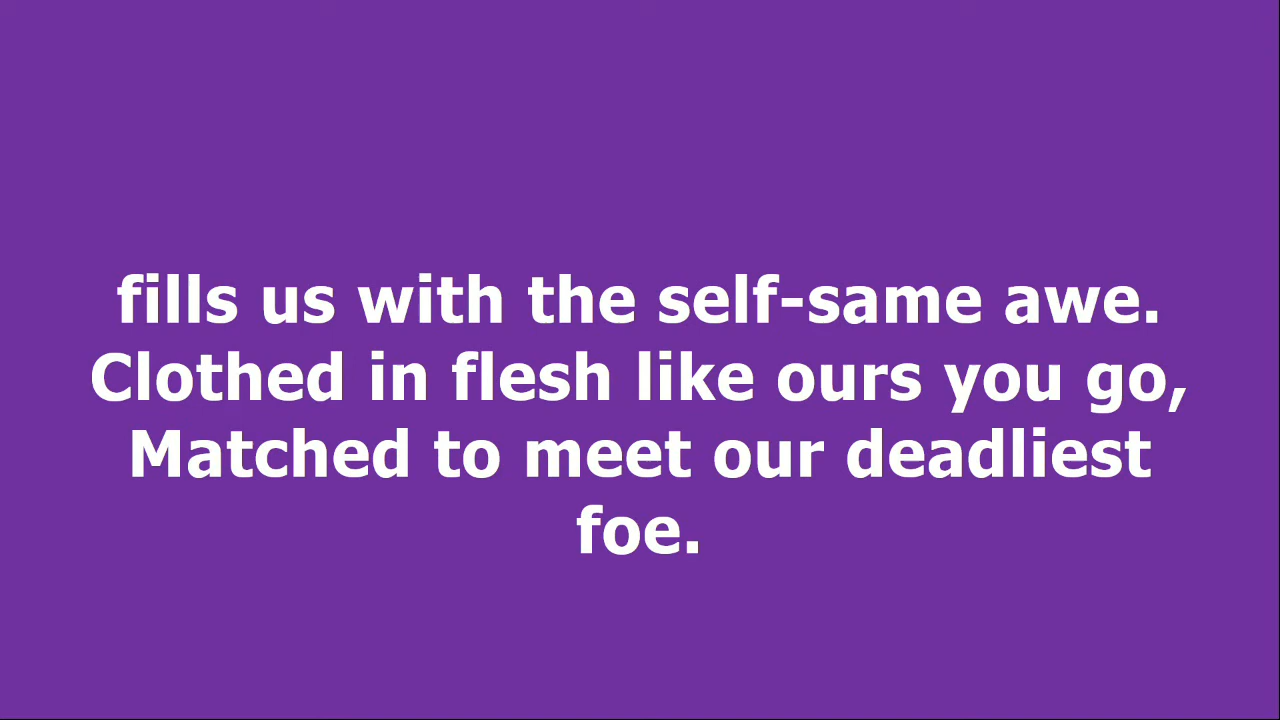 fills us with the self-same awe.
Clothed in flesh like ours you go,
Matched to meet our deadliest
foe.